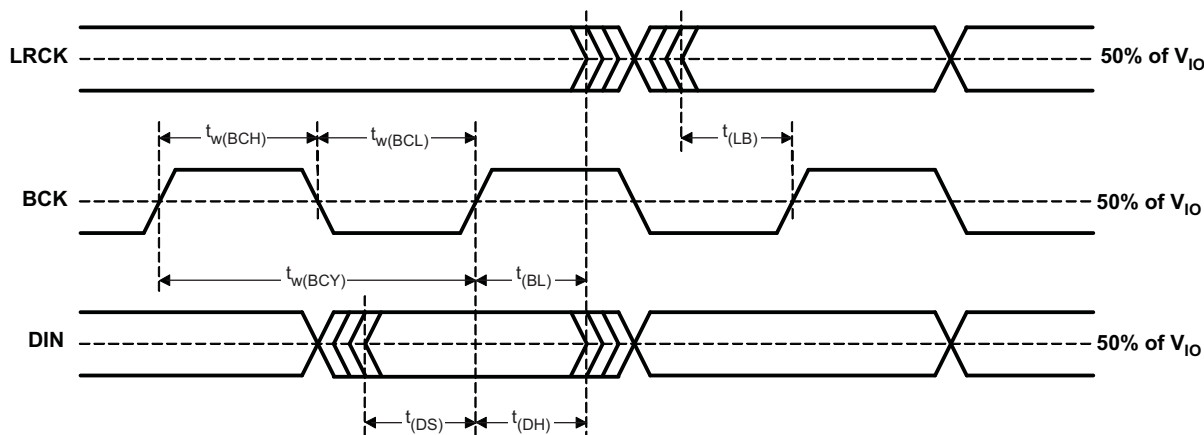 LRCK
50% of V_IO
t_w(BCH)
t_w(BCL)
t_(LB)
BCK
50% of V_IO
t_w(BCY)
t_(BL)
DIN
50% of V_IO
t_(DS)
t_(DH)